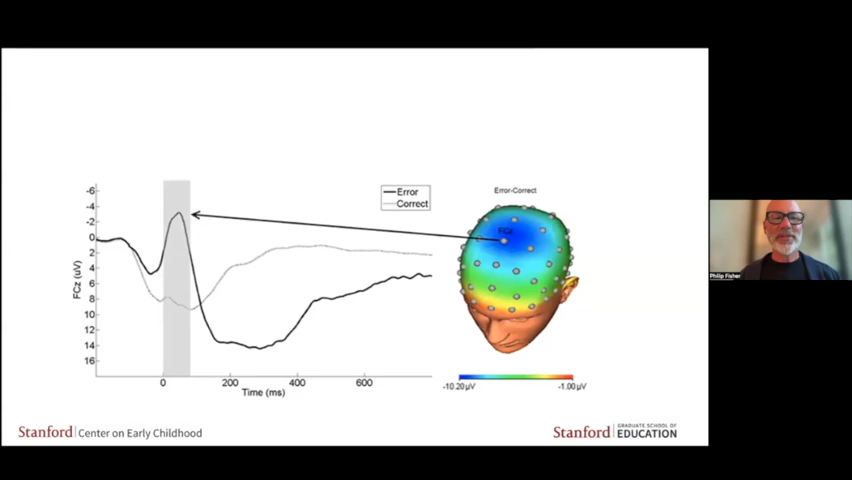 Error
Correct
Error-Correct
FCz
-6
-4
-2
0
2
4
6
8
10
12
14
16
FCz (uV)
0
200
400
600
Time (ms)
-10.20 µV
-1.00 µV
Philip Fisher
Stanford | Center on Early Childhood
Stanford | GRADUATE SCHOOL OF
EDUCATION